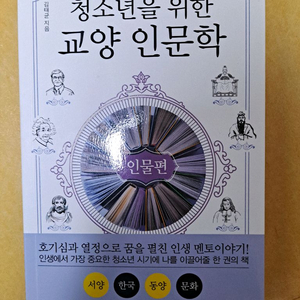 김태균 지음
청소년을 위한
교양 인문학
인물편
호기심과 열정으로 꿈을 펼친 인생 멘토이야기!
인생에서 가장 중요한 청소년 시기에 나를 이끌어줄 한 권의 책
서양 한국 동양 문화